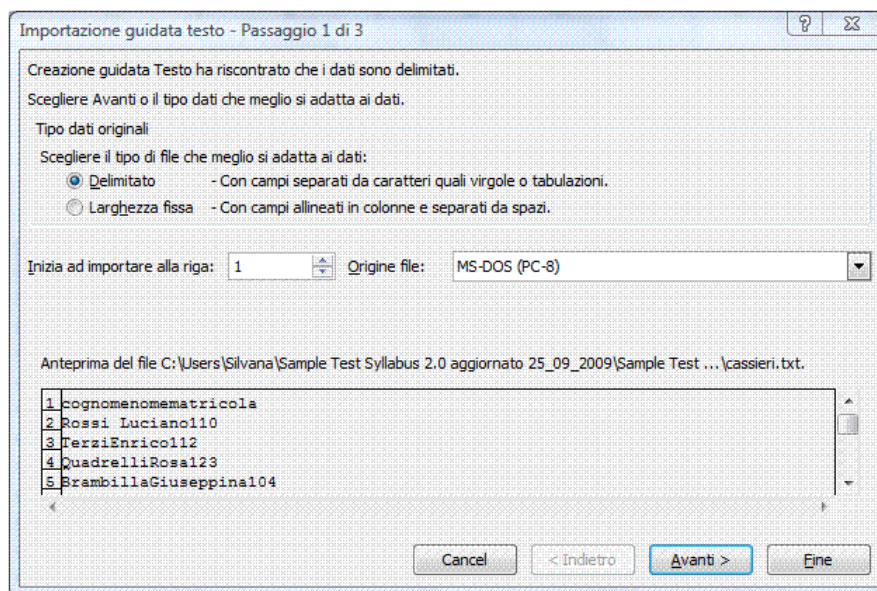 Importazione guidata testo - Passaggio 1 di 3
Creazione guidata Testo ha riscontrato che i dati sono delimitati.
Scegliere Avanti o il tipo dati che meglio si adatta ai dati.
Tipo dati originali
Scegliere il tipo di file che meglio si adatta ai dati:
Delimitato - Con campi separati da caratteri quali virgole o tabulazioni.
Larghezza fissa - Con campi allineati in colonne e separati da spazi.
Inizia ad importare alla riga: 1 Origine file: MS-DOS (PC-8)
Anteprima del file C:\Users\Silvana\Sample Test Syllabus 2.0 aggiornato 25_09_2009\Sample Test ...\cassieri.txt.
1 cognomenomematricola
2 Rossi Luciano110
3 TerziEnrico112
4 QuadrelliRosa123
5 BrambillaGiuseppina104
Cancel < Indietro Avanti > Fine